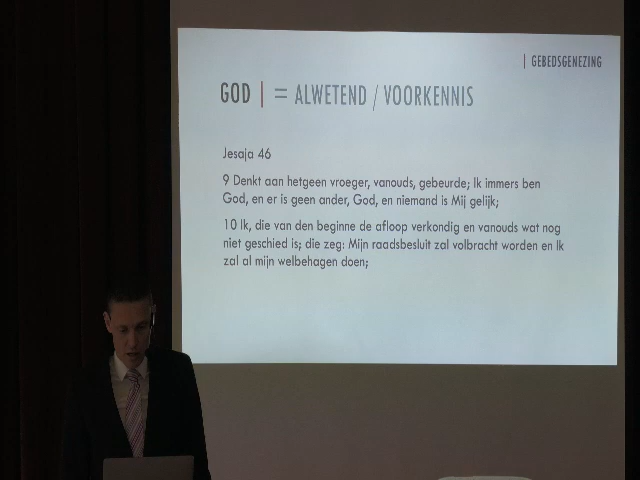 | GEBEDSGENEZING
GOD | = ALWETEND / VOORKENNIS
Jesaja 46
9 Denkt aan hetgeen vroeger, vanouds, gebeurde; Ik immers ben
God, en er is geen ander, God, en niemand is Mij gelijk;
10 Ik, die van den beginne de afloop verkondig en vanouds wat nog
niet geschied is; die zeg: Mijn raadsbesluit zal volbracht worden en Ik
zal al mijn welbehagen doen;